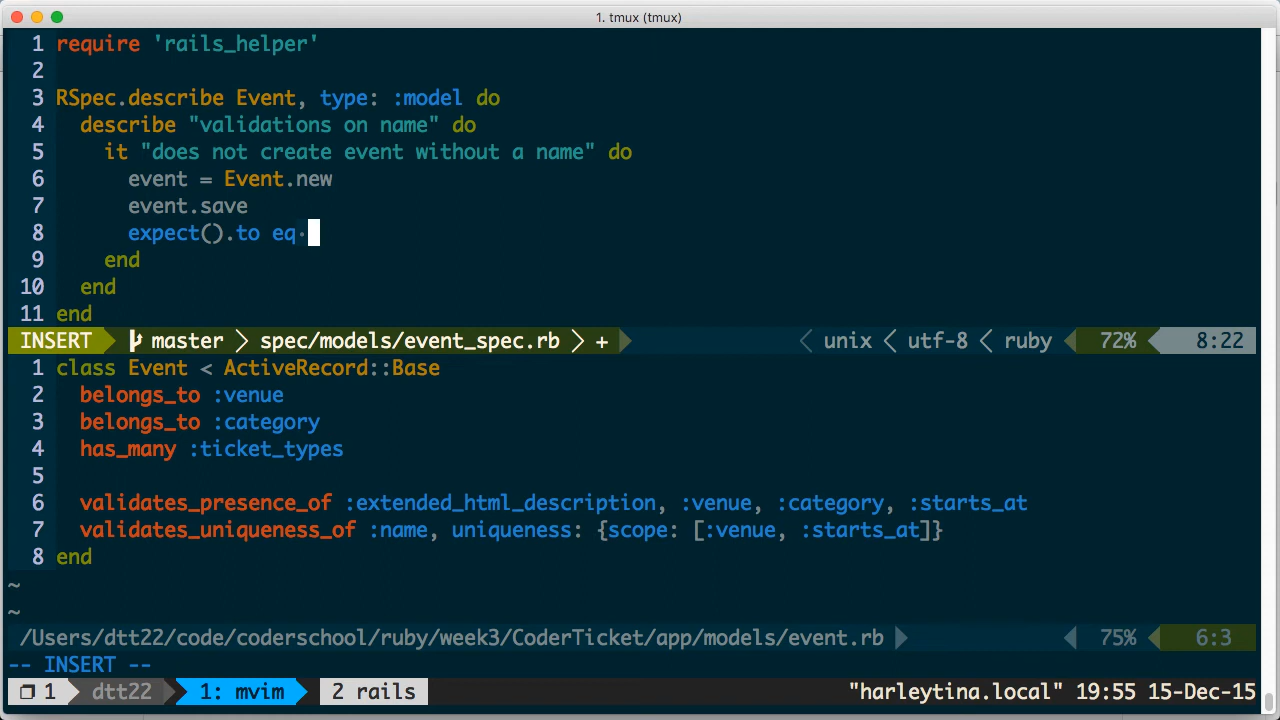 1. tmux (tmux)
1 require 'rails_helper'
2
3 RSpec.describe Event, type: :model do
4   describe "validations on name" do
5     it "does not create event without a name" do
6       event = Event.new
7       event.save
8       expect().to eq·
9     end
10   end
11 end
INSERT master spec/models/event_spec.rb + unix utf-8 ruby 72% 8:22
1 class Event < ActiveRecord::Base
2   belongs_to :venue
3   belongs_to :category
4   has_many :ticket_types
5
6   validates_presence_of :extended_html_description, :venue, :category, :starts_at
7   validates_uniqueness_of :name, uniqueness: {scope: [:venue, :starts_at]}
8 end
~
~
/Users/dtt22/code/coderschool/ruby/week3/CoderTicket/app/models/event.rb 75% 6:3
-- INSERT --
1 dtt22 1: mvim 2 rails "harleytina.local" 19:55 15-Dec-15